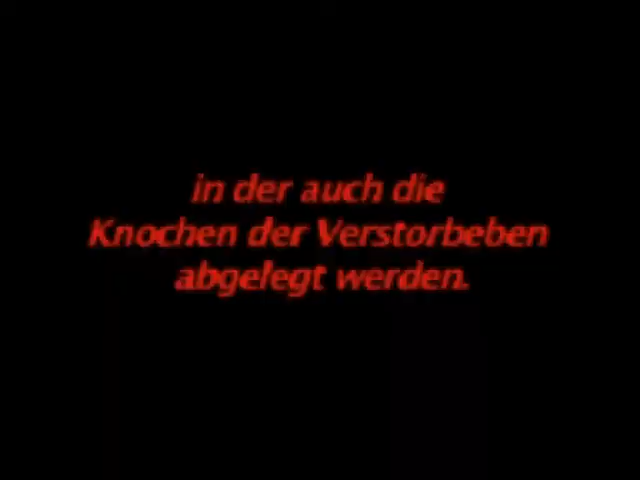 in der auch die
Knochen der Verstorbeben
abgelegt werden.